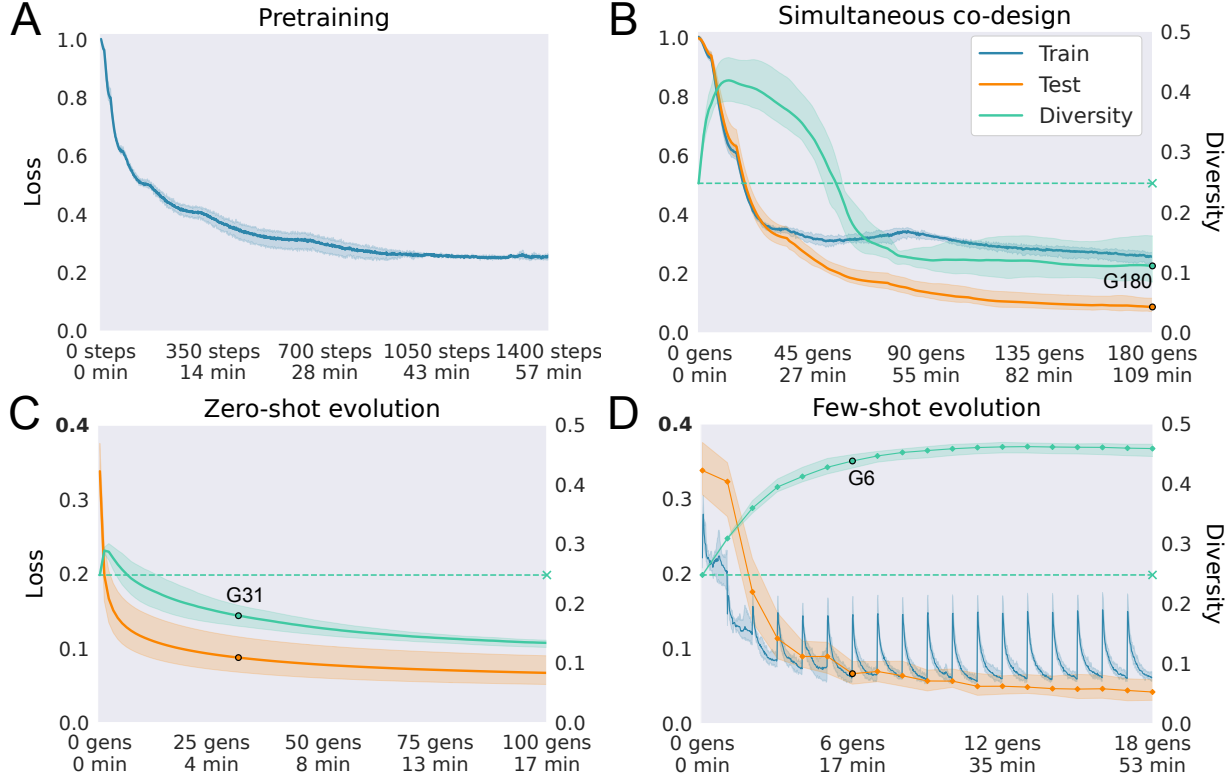 A
Pretraining
1.0
0.8
0.6
0.4
0.2
0.0
Loss
0 steps 350 steps 700 steps 1050 steps 1400 steps
0 min 14 min 28 min 43 min 57 min
B
Simultaneous co-design
1.0
0.8
0.6
0.4
0.2
0.0
Train
Test
Diversity
0.5
0.4
0.3
0.2
0.1
0.0
Diversity
G180
0 gens 45 gens 90 gens 135 gens 180 gens
0 min 27 min 55 min 82 min 109 min
C
Zero-shot evolution
0.4
0.3
0.2
0.1
0.0
Loss
G31
0.5
0.4
0.3
0.2
0.1
0.0
0 gens 25 gens 50 gens 75 gens 100 gens
0 min 4 min 8 min 13 min 17 min
D
Few-shot evolution
0.4
0.3
0.2
0.1
0.0
G6
0.5
0.4
0.3
0.2
0.1
0.0
Diversity
0 gens 6 gens 12 gens 18 gens
0 min 17 min 35 min 53 min